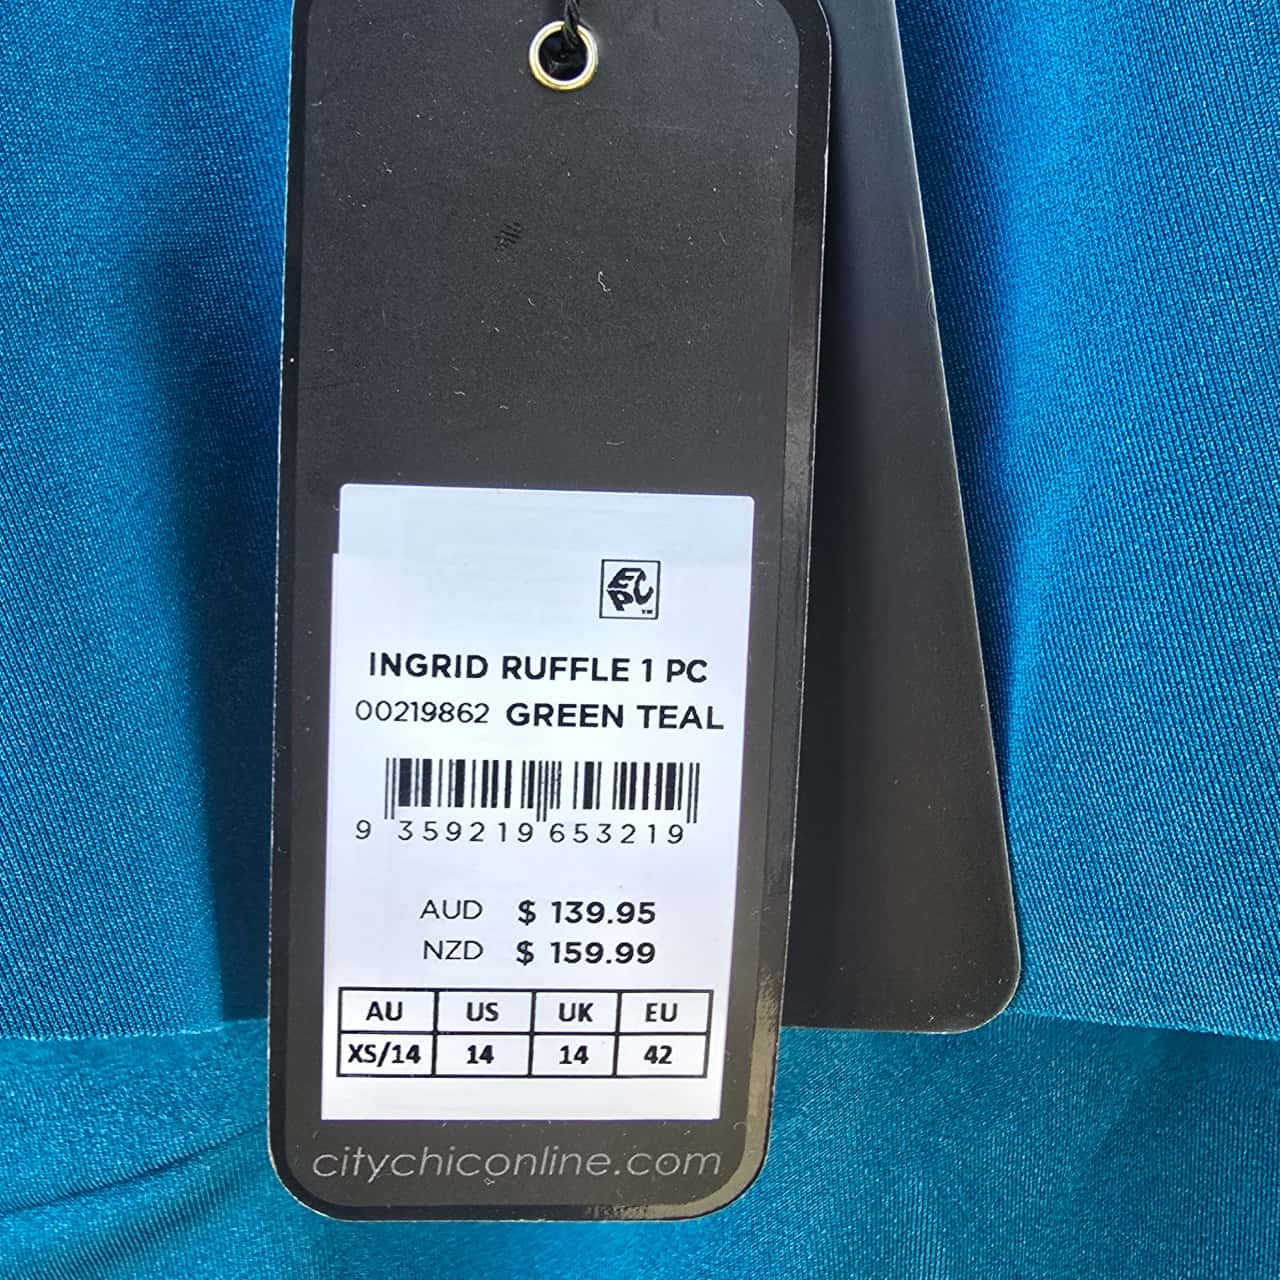 EPC™
INGRID RUFFLE 1 PC
00219862 GREEN TEAL
9 359219 653219
AUD $ 139.95
NZD $ 159.99
AU US UK EU
XS/14 14 14 42
citychiconline.com